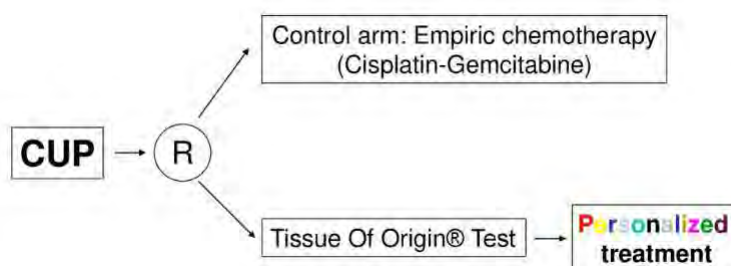 Control arm: Empiric chemotherapy
(Cisplatin-Gemcitabine)
CUP
R
Tissue Of Origin® Test
Personalized
treatment